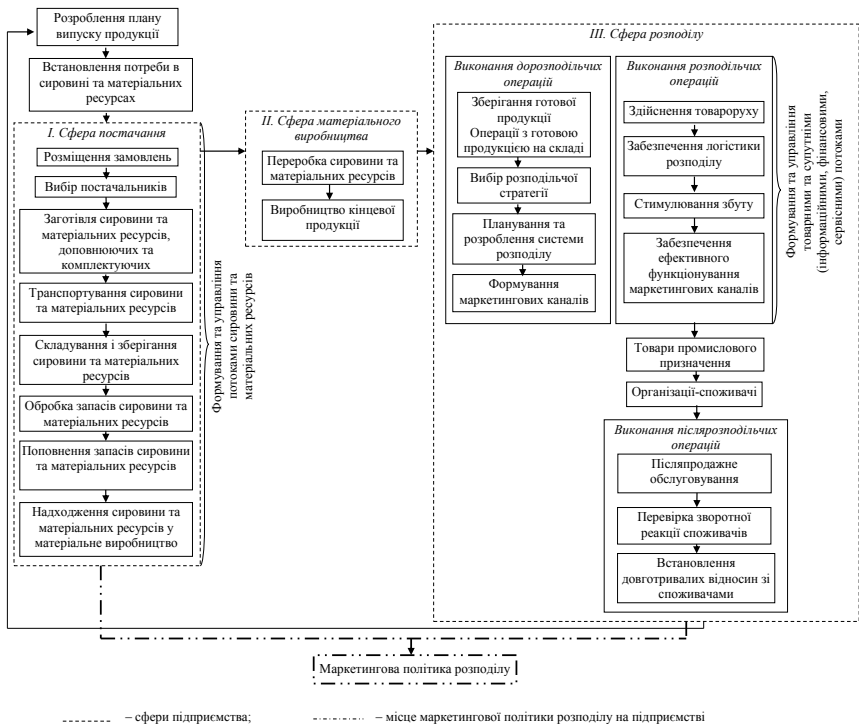 Розроблення плану
випуску продукції
Встановлення потреби в
сировині та матеріальних
ресурсах
І. Сфера постачання
Розміщення замовлень
Вибір постачальників
Заготівля сировини та
матеріальних ресурсів,
доповнюючих та
комплектуючих
Транспортування сировини
та матеріальних ресурсів
Складування і зберігання
сировини та матеріальних
ресурсів
Обробка запасів сировини та
матеріальних ресурсів
Поповнення запасів сировини
та матеріальних ресурсів
Надходження сировини та
матеріальних ресурсів у
матеріальне виробництво
Формування та управління
потоками сировини та
матеріальних ресурсів
ІІ. Сфера матеріального
виробництва
Переробка сировини та
матеріальних ресурсів
Виробництво кінцевої
продукції
ІІІ. Сфера розподілу
Виконання дорозподільчих
операцій
Зберігання готової
продукції
Операції з готовою
продукцією на складі
Вибір розподільчої
стратегії
Планування та
розроблення системи
розподілу
Формування
маркетингових каналів
Виконання розподільчих
операцій
Здійснення товароруху
Забезпечення логістики
розподілу
Стимулювання збуту
Забезпечення
ефективного
функціонування
маркетингових каналів
Формування та управління
товарними та супутніми
(інформаційними, фінансовими,
сервісними) потоками
Товари промислового
призначення
Організації-споживачі
Виконання післярозподільчих
операцій
Післяпродажне
обслуговування
Перевірка зворотної
реакції споживачів
Встановлення
довготривалих відносин зі
споживачами
Маркетингова політика розподілу
– сфери підприємства;
– місце маркетингової політики розподілу на підприємстві